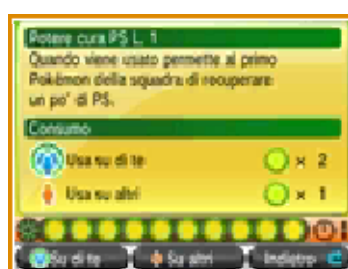 Potere cura PS L. 1
Quando viene usato permette al primo
Pokémon della squadra di recuperare
un po' di PS.
Consumo
Usa su di te × 2
Usa su altri × 1
Su di te Su altri Indietro